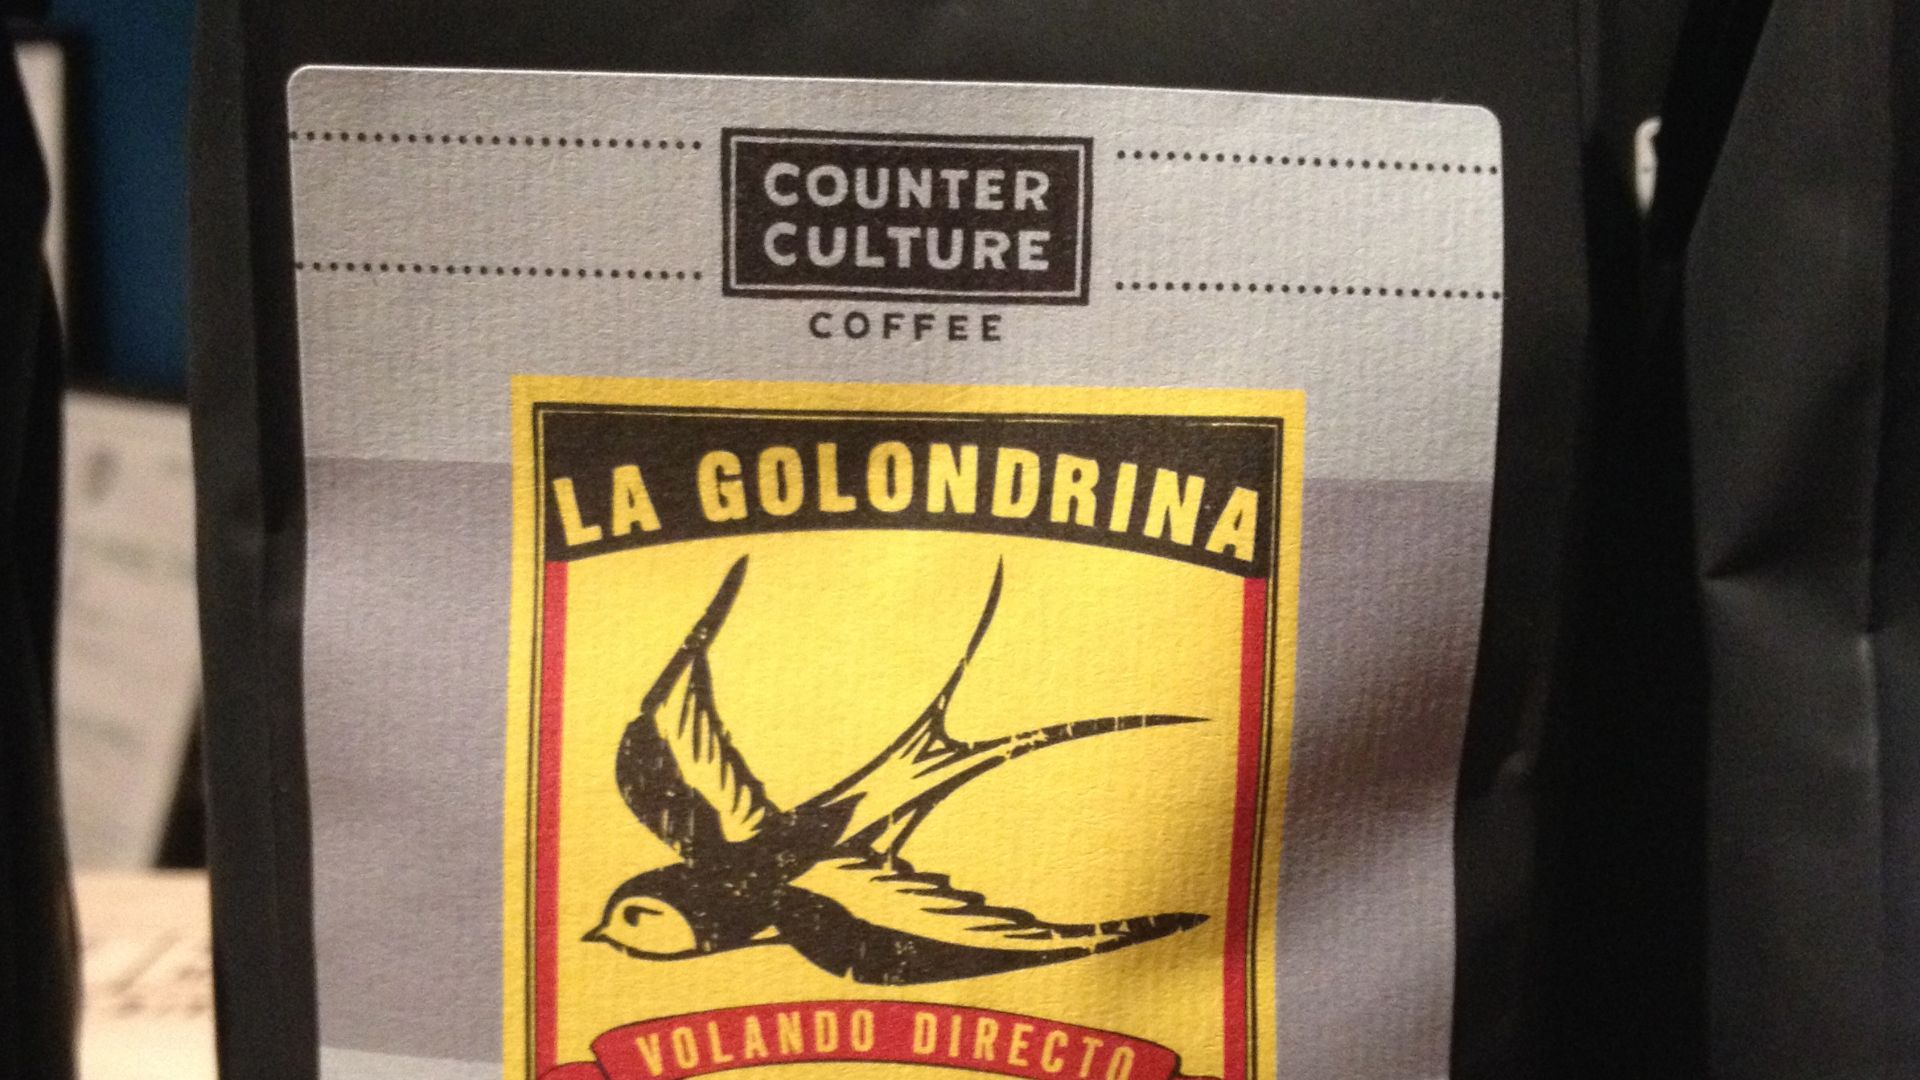 COUNTER
CULTURE
COFFEE
LA GOLONDRINA
VOLANDO DIRECTO